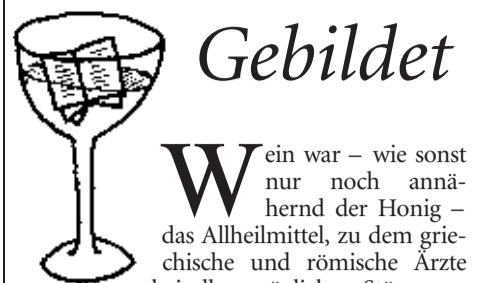 Gebildet
Wein war – wie sonst
nur noch annä-
hernd der Honig –
das Allheilmittel, zu dem grie-
chische und römische Ärzte